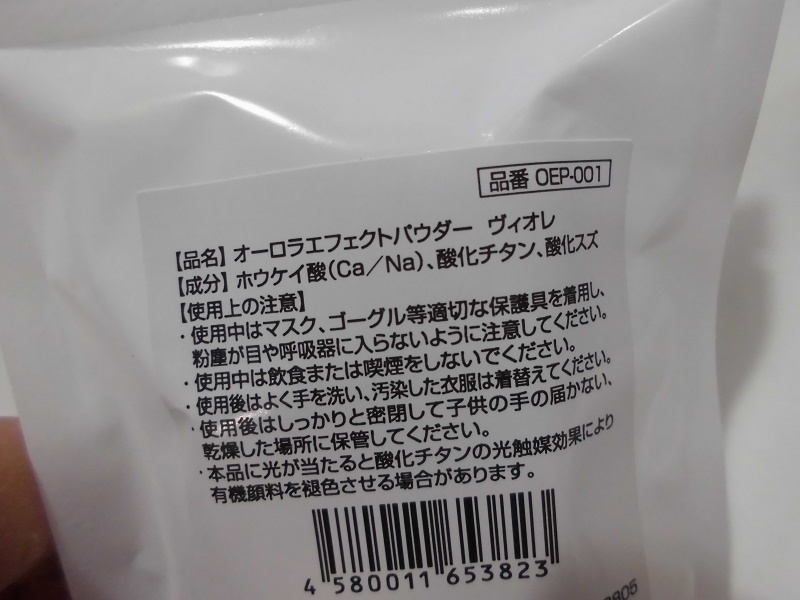 品番 OEP-001
【品名】オーロラエフェクトパウダー ヴィオレ
【成分】ホウケイ酸(Ca/Na)、酸化チタン、酸化スズ
【使用上の注意】
・使用中はマスク、ゴーグル等適切な保護具を着用し、
粉塵が目や呼吸器に入らないように注意してください。
・使用中は飲食または喫煙をしないでください。
・使用後はよく手を洗い、汚染した衣服は着替えてください。
・使用後はしっかりと密閉して子供の手の届かない、
乾燥した場所に保管してください。
・本品に光が当たると酸化チタンの光触媒効果により
有機顔料を褪色させる場合があります。
4 580011 653823